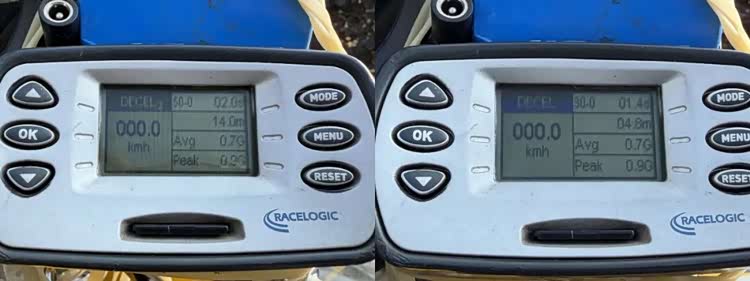 DECEL 50-0 02.0s
000.0 14.0m
kmh Avg 0.7G
Peak 0.9G
OK
MODE
MENU
RESET
RACELOGIC
DECEL 50-0 01.4s
000.0 04.8m
kmh Avg 0.7G
Peak 0.9G
OK
MODE
MENU
RESET
RACELOGIC